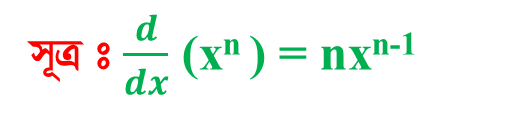 সূত্র ঃ d/dx (xⁿ ) = nxⁿ⁻¹